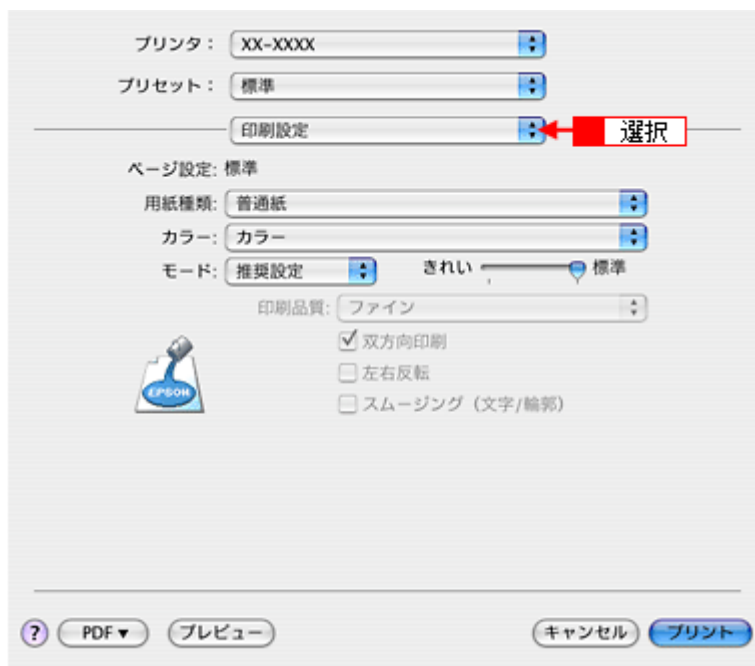 プリンタ： XX-XXXX
プリセット： 標準
印刷設定 選択
ページ設定: 標準
用紙種類: 普通紙
カラー: カラー
モード: 推奨設定 きれい 標準
印刷品質: ファイン
双方向印刷
左右反転
スムージング（文字/輪郭）
EPSON
? PDF▼ プレビュー キャンセル プリント